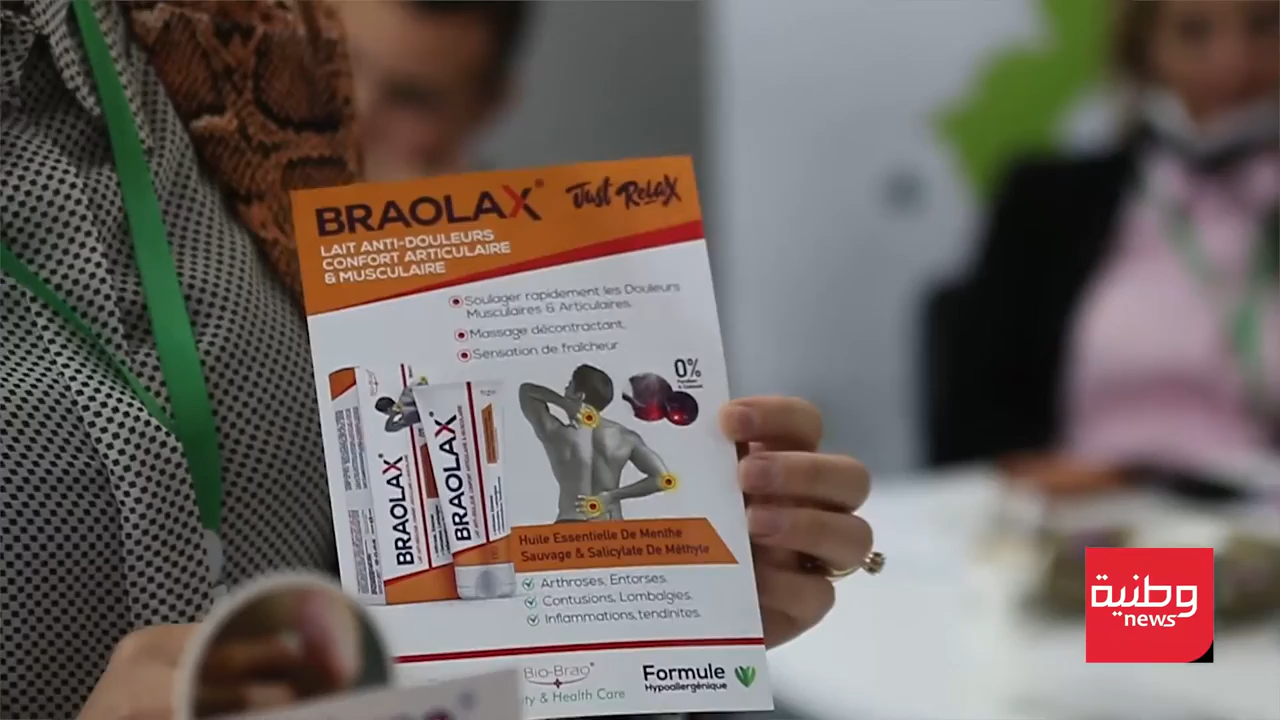 BRAOLAX®
Just Relax
LAIT ANTI-DOULEURS
CONFORT ARTICULAIRE
& MUSCULAIRE
Soulager rapidement les Douleurs
Musculaires & Articulaires.
Massage décontractant,
Sensation de fraîcheur
0%
BRAOLAX
BRAOLAX
Huile Essentielle De Menthe
Sauvage & Salicylate De Méthyle
Arthroses, Entorses.
Contusions, Lombalgies.
Inflammations, tendinites.
Bio-Brao®
ty & Health Care
Formule
Hypoallergénique
وطنية
news